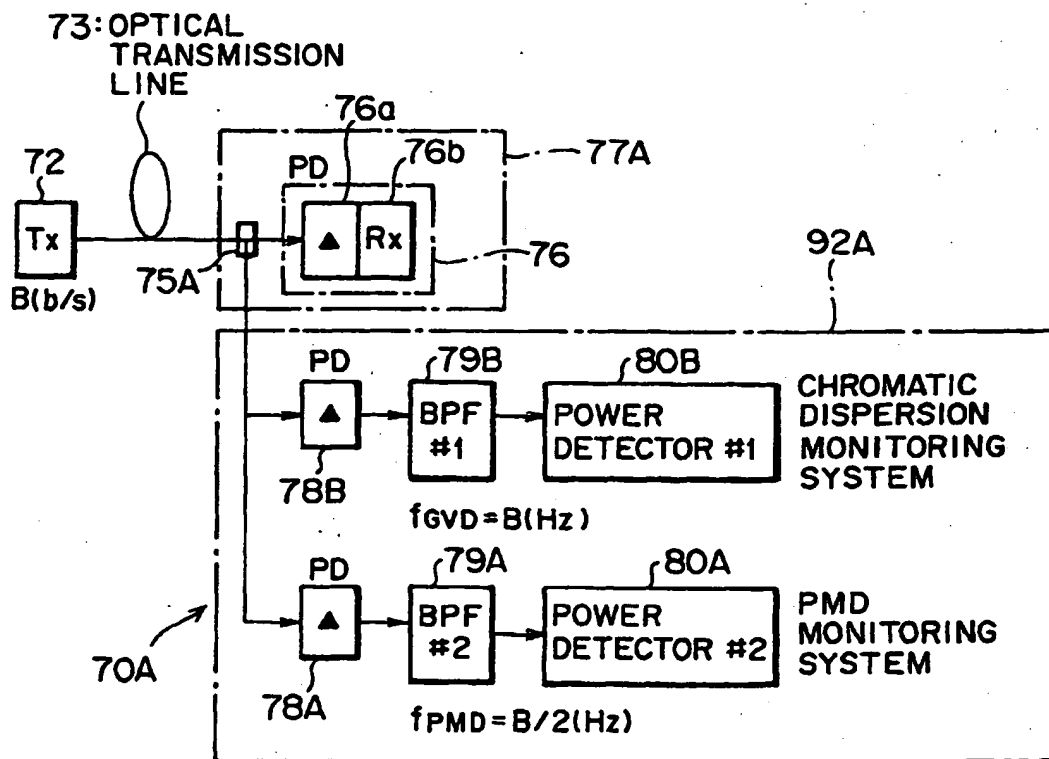 73: OPTICAL
TRANSMISSION
LINE
72
Tx
B(b/s)
75A
76a
76b
PD
Rx
76
77A
92A
PD
78B
79B
BPF
#1
80B
POWER
DETECTOR #1
CHROMATIC
DISPERSION
MONITORING
SYSTEM
fGVD=B(Hz)
PD
78A
79A
BPF
#2
80A
POWER
DETECTOR #2
PMD
MONITORING
SYSTEM
fPMD=B/2(Hz)
70A